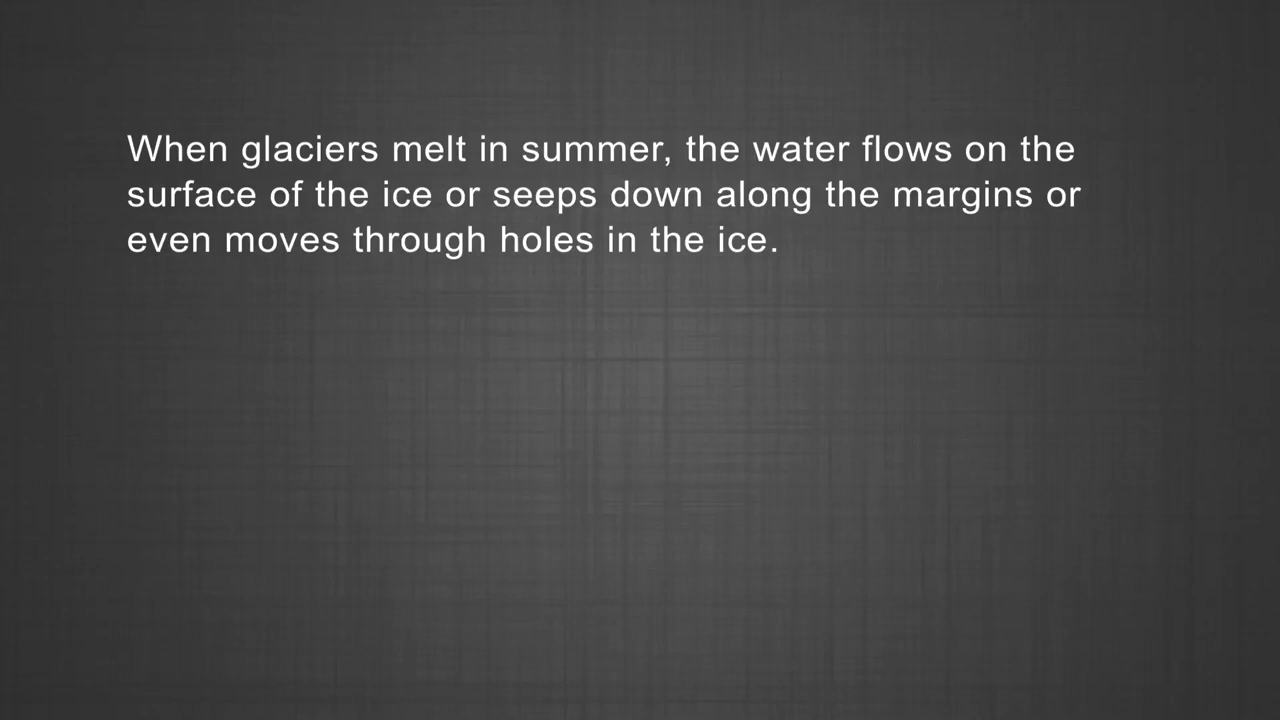 When glaciers melt in summer, the water flows on the
surface of the ice or seeps down along the margins or
even moves through holes in the ice.